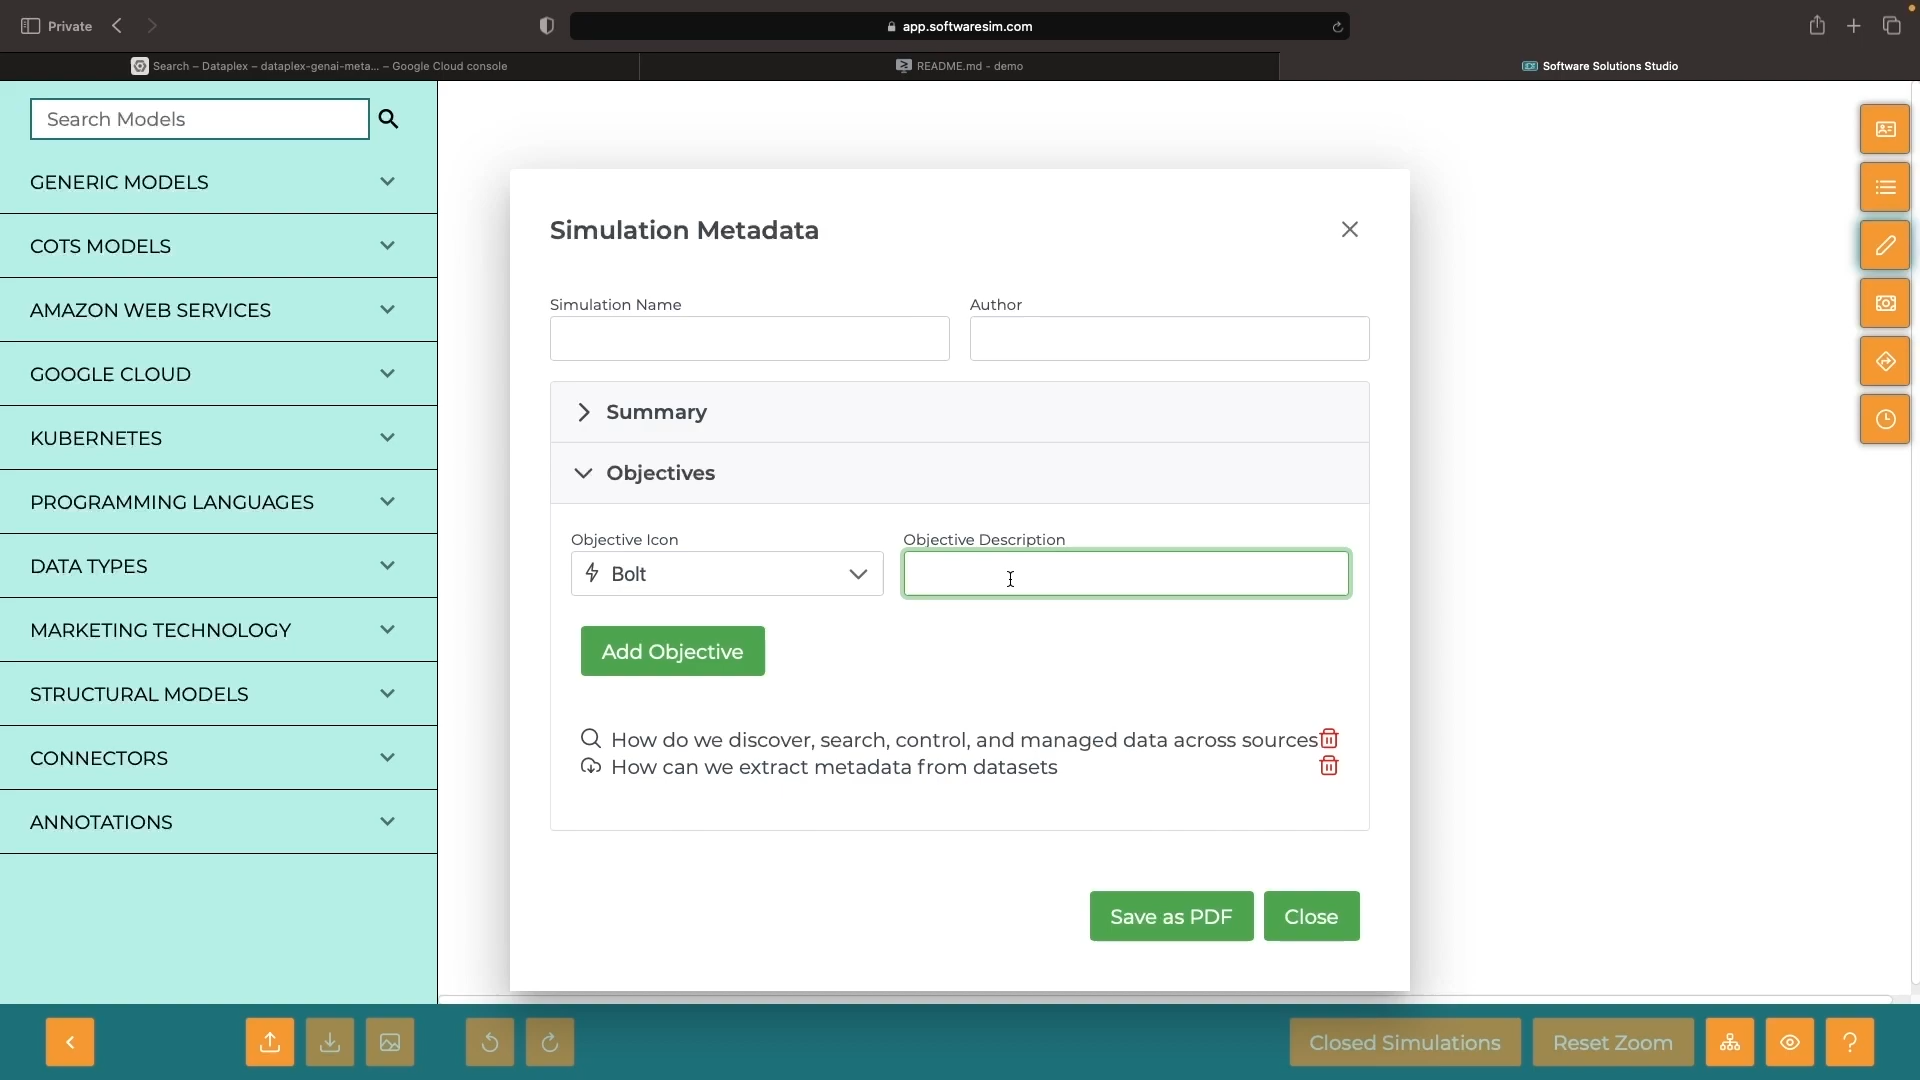 Private
app.softwaresim.com
Search – Dataplex – dataplex-genai-meta... – Google Cloud console
README.md - demo
Software Solutions Studio
Search Models
GENERIC MODELS
COTS MODELS
AMAZON WEB SERVICES
GOOGLE CLOUD
KUBERNETES
PROGRAMMING LANGUAGES
DATA TYPES
MARKETING TECHNOLOGY
STRUCTURAL MODELS
CONNECTORS
ANNOTATIONS
Simulation Metadata
Simulation Name
Author
Summary
Objectives
Objective Icon
Objective Description
Bolt
Add Objective
How do we discover, search, control, and managed data across sources
How can we extract metadata from datasets
Save as PDF
Close
Closed Simulations
Reset Zoom